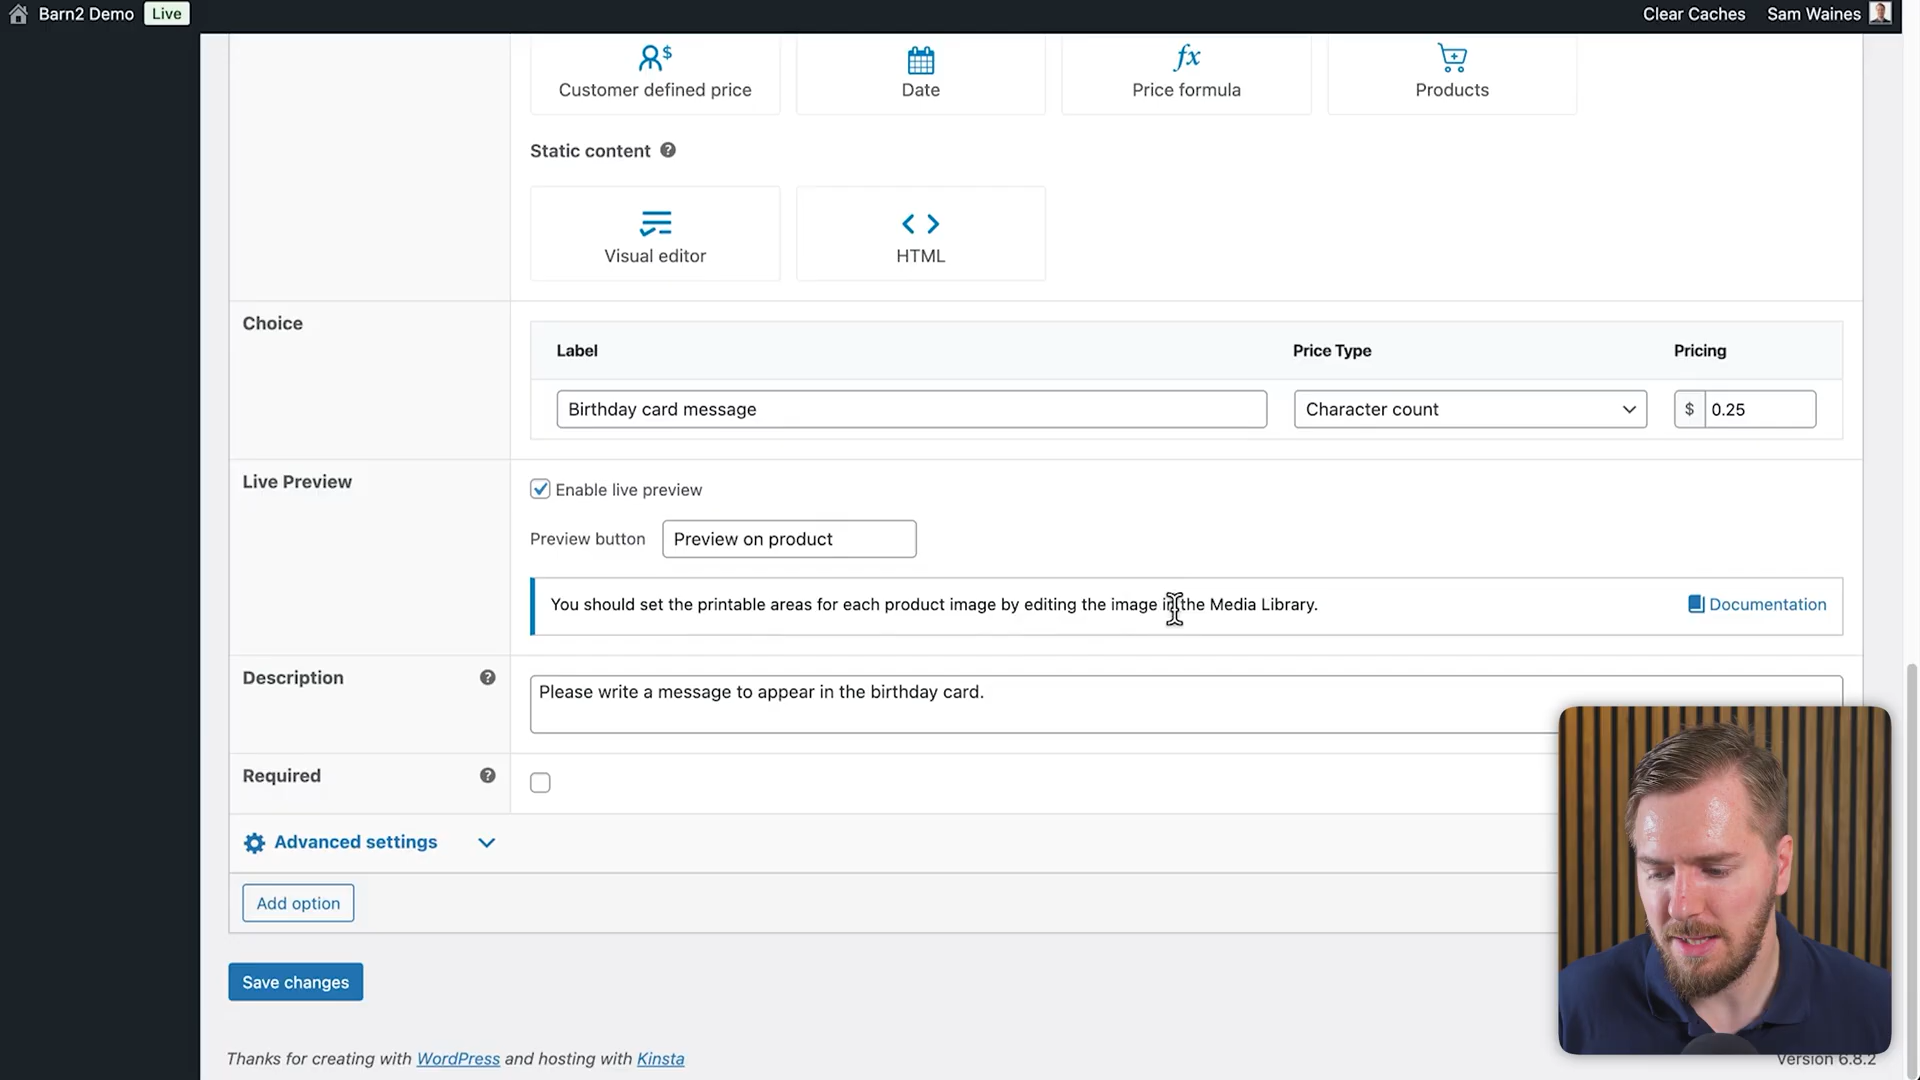 Barn2 Demo Live Clear Caches Sam Waines
Customer defined price Date Price formula Products
Static content
Visual editor HTML
Choice
Label Price Type Pricing
Birthday card message Character count $ 0.25
Live Preview
Enable live preview
Preview button Preview on product
You should set the printable areas for each product image by editing the image in the Media Library. Documentation
Description
Please write a message to appear in the birthday card.
Required
Advanced settings
Add option
Save changes
Thanks for creating with WordPress and hosting with Kinsta
Version 6.8.2